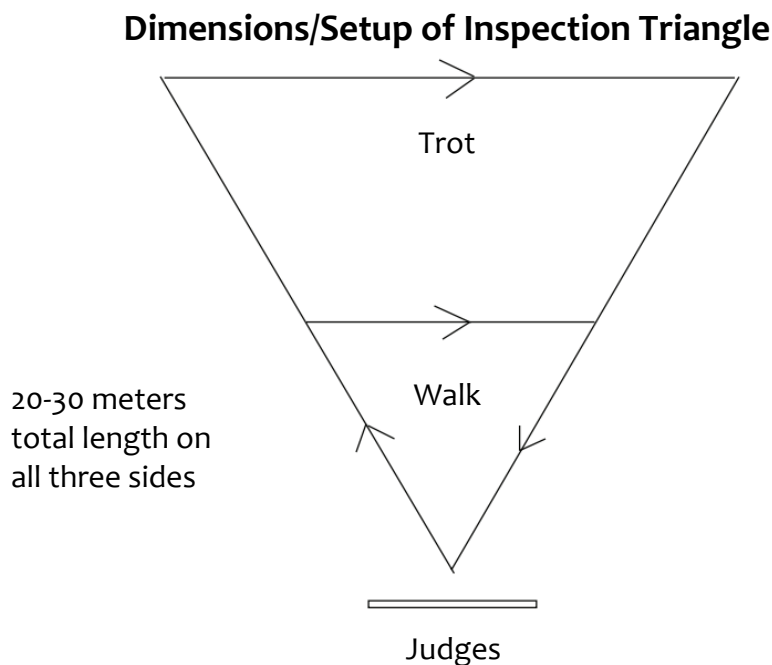 Dimensions/Setup of Inspection Triangle
Trot
Walk
20-30 meters
total length on
all three sides
Judges